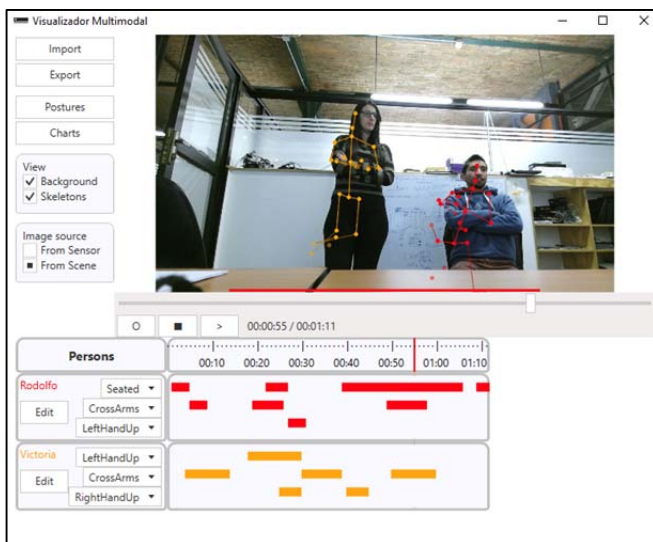 Visualizador Multimodal
Import
Export
Postures
Charts
View
Background
Skeletons
Image source
From Sensor
From Scene
O ■ > 00:00:55 / 00:01:11
Persons 00:10 00:20 00:30 00:40 00:50 01:00 01:10
Rodolfo Seated
Edit CrossArms
LeftHandUp
Victoria LeftHandUp
Edit CrossArms
RightHandUp